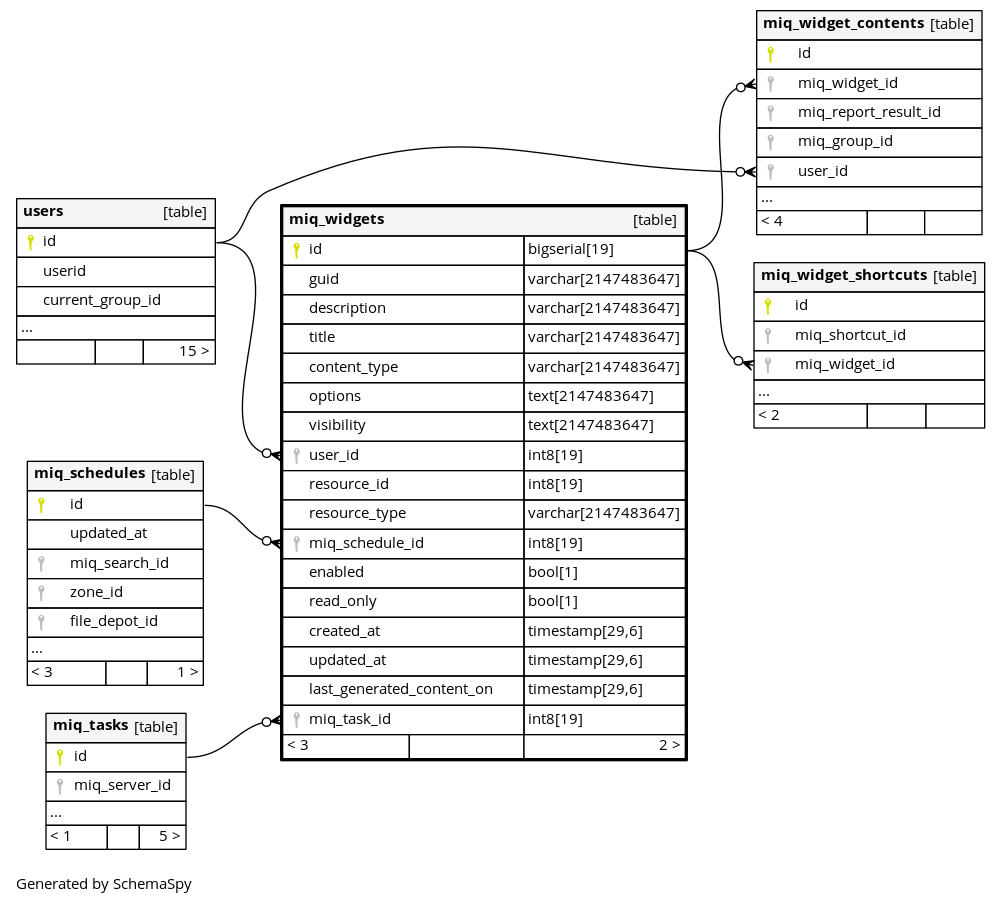 miq_widget_contents [table]
id
miq_widget_id
miq_report_result_id
miq_group_id
user_id
...
< 4
users [table]
id
userid
current_group_id
...
15 >
miq_widgets [table]
id bigserial[19]
guid varchar[2147483647]
description varchar[2147483647]
title varchar[2147483647]
content_type varchar[2147483647]
options text[2147483647]
visibility text[2147483647]
user_id int8[19]
resource_id int8[19]
resource_type varchar[2147483647]
miq_schedule_id int8[19]
enabled bool[1]
read_only bool[1]
created_at timestamp[29,6]
updated_at timestamp[29,6]
last_generated_content_on timestamp[29,6]
miq_task_id int8[19]
< 3 2 >
miq_widget_shortcuts [table]
id
miq_shortcut_id
miq_widget_id
...
< 2
miq_schedules [table]
id
updated_at
miq_search_id
zone_id
file_depot_id
...
< 3 1 >
miq_tasks [table]
id
miq_server_id
...
< 1 5 >
Generated by SchemaSpy